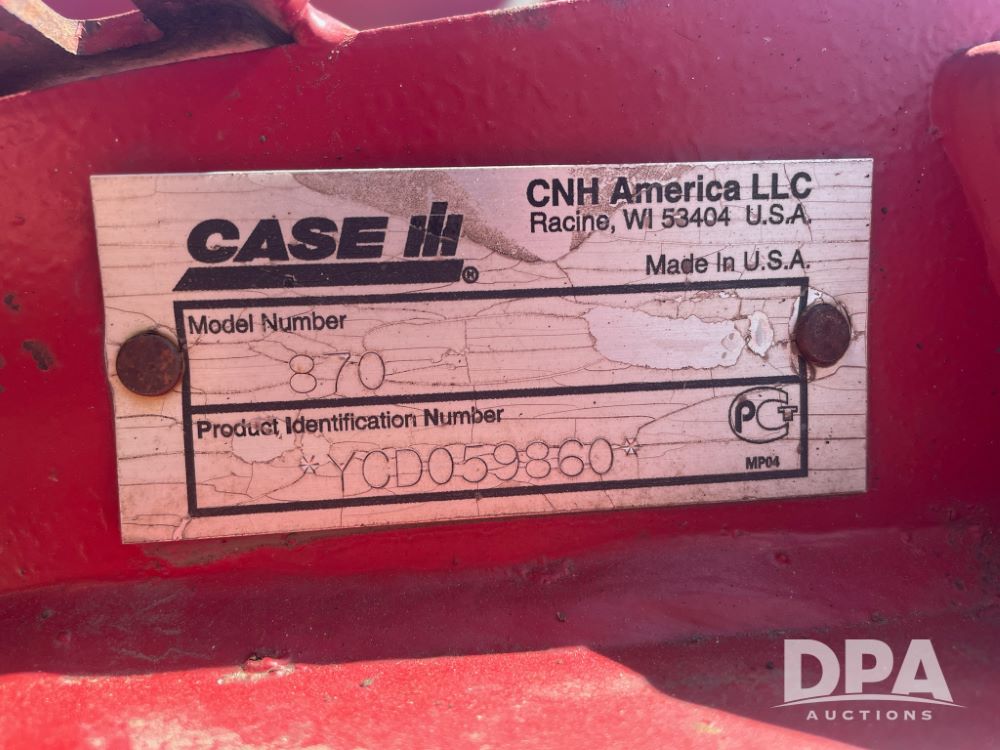 CASE IH®
CNH America LLC
Racine, WI 53404 U.S.A.
Made In U.S.A.
Model Number
870
Product Identification Number
*YCD059860*
PCT
MP04
DPA
AUCTIONS